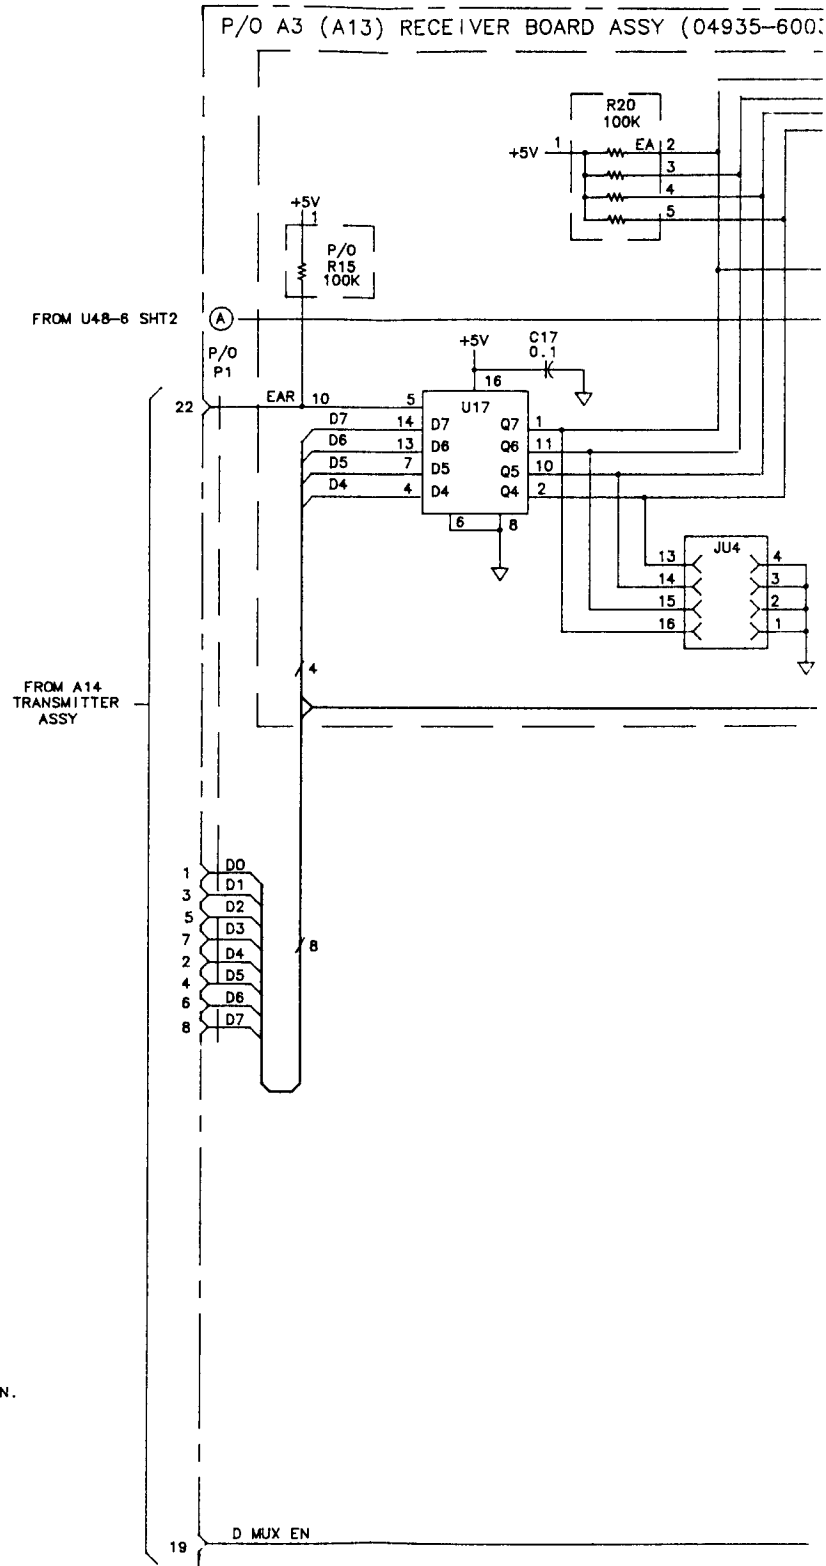 P/O A3 (A13) RECEIVER BOARD ASSY (04935-6003
R20
100K
+5V 1 EA 2
3
4
5
+5V
1
P/O
R15
100K
FROM U48-6 SHT2 A
P/O
P1
+5V
C17
0.1
16
22 EAR 10 5 U17
D7 14 D7 Q7 1
D6 13 D6 Q6 11
D5 7 D5 Q5 10
D4 4 D4 Q4 2
6 8
JU4
13 4
14 3
15 2
16 1
4
FROM A14
TRANSMITTER
ASSY
1 D0
3 D1
5 D2
7 D3
2 D4
8
4 D5
6 D6
8 D7
N.
19 D MUX EN